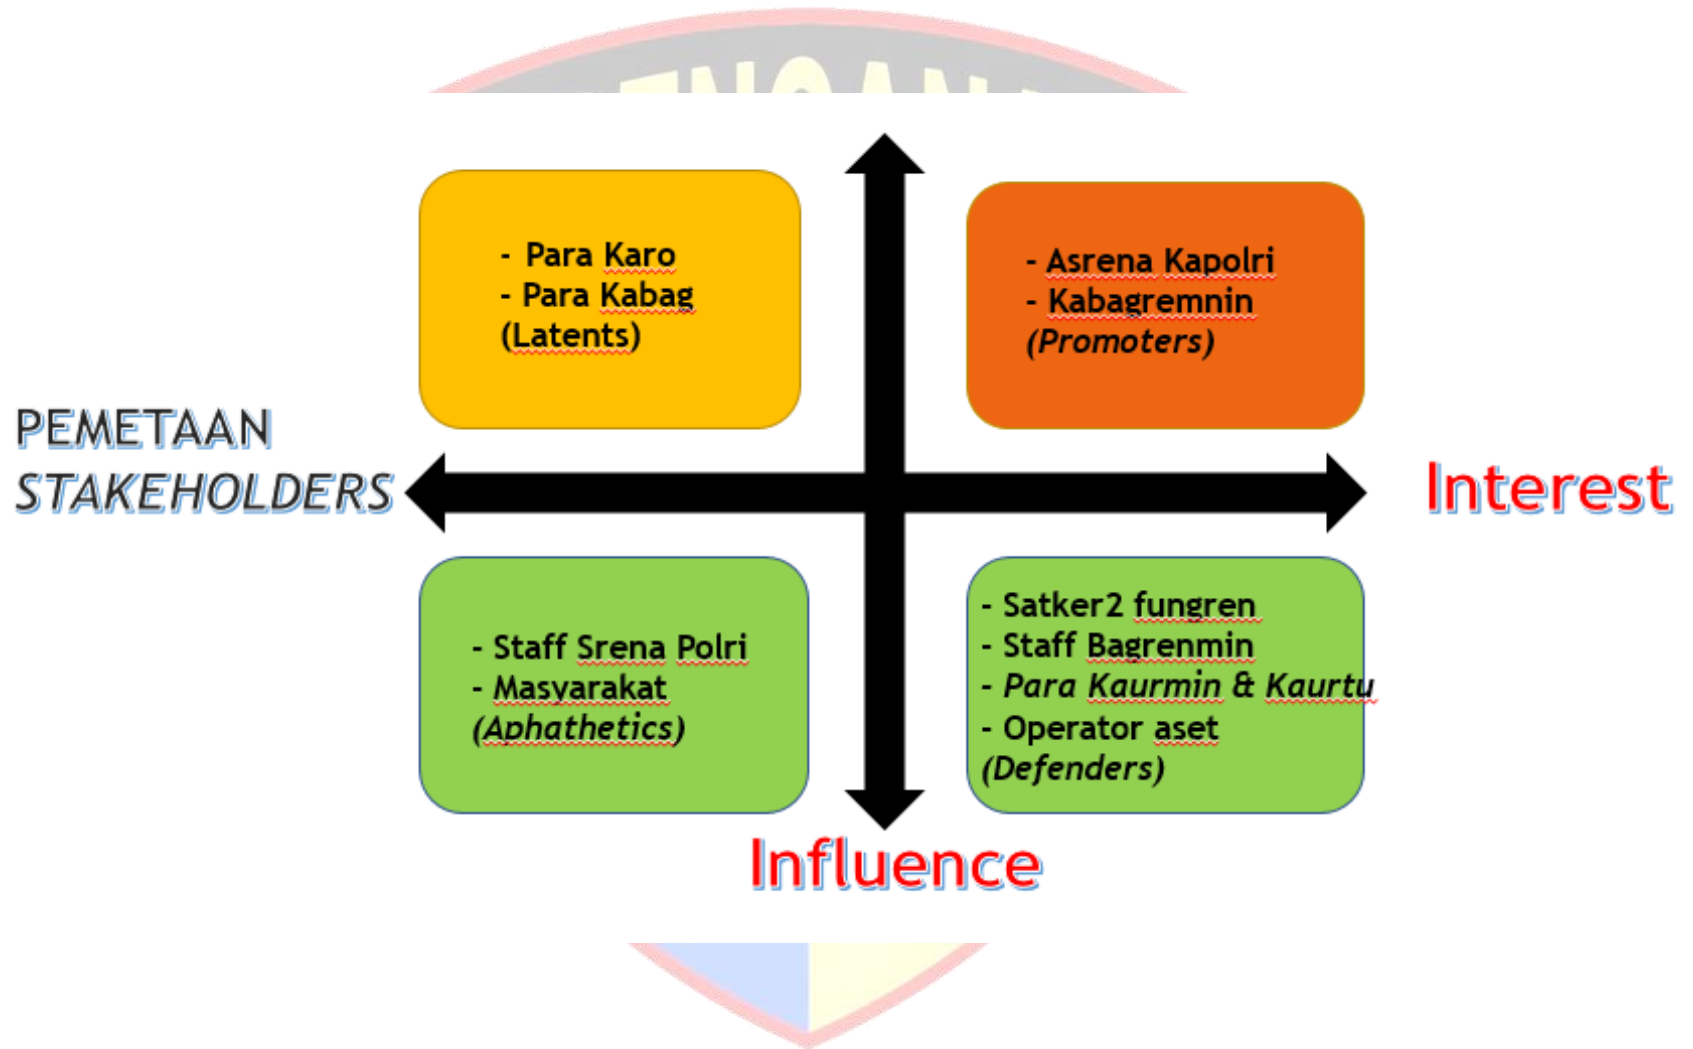 - Para Karo
- Para Kabag
(Latents)
- Asrena Kapolri
- Kabagremnin
(Promoters)
PEMETAAN
STAKEHOLDERS
Interest
- Staff Srena Polri
- Masyarakat
(Aphathetics)
- Satker2 fungren
- Staff Bagrenmin
- Para Kaurmin & Kaurtu
- Operator aset
(Defenders)
Influence